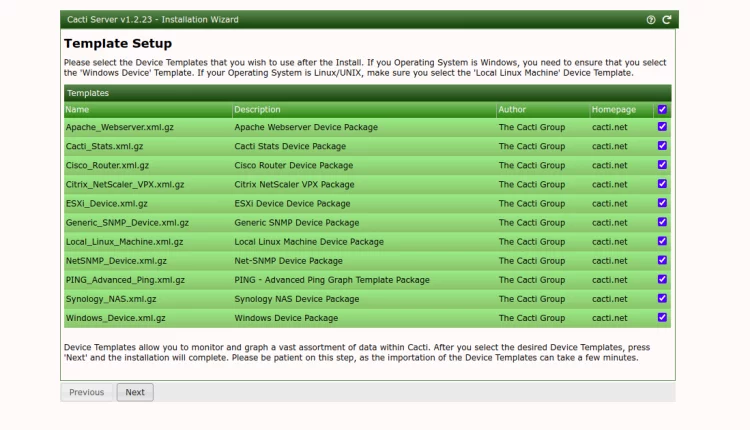 Cacti Server v1.2.23 - Installation Wizard
Template Setup
Please select the Device Templates that you wish to use after the Install. If you Operating System is Windows, you need to ensure that you select
the 'Windows Device' Template. If your Operating System is Linux/UNIX, make sure you select the 'Local Linux Machine' Device Template.
Templates
Name Description Author Homepage
Apache_Webserver.xml.gz Apache Webserver Device Package The Cacti Group cacti.net
Cacti_Stats.xml.gz Cacti Stats Device Package The Cacti Group cacti.net
Cisco_Router.xml.gz Cisco Router Device Package The Cacti Group cacti.net
Citrix_NetScaler_VPX.xml.gz Citrix NetScaler VPX Package The Cacti Group cacti.net
ESXi_Device.xml.gz ESXi Device Device Package The Cacti Group cacti.net
Generic_SNMP_Device.xml.gz Generic SNMP Device Package The Cacti Group cacti.net
Local_Linux_Machine.xml.gz Local Linux Machine Device Package The Cacti Group cacti.net
NetSNMP_Device.xml.gz Net-SNMP Device Package The Cacti Group cacti.net
PING_Advanced_Ping.xml.gz PING - Advanced Ping Graph Template Package The Cacti Group cacti.net
Synology_NAS.xml.gz Synology NAS Device Package The Cacti Group cacti.net
Windows_Device.xml.gz Windows Device Package The Cacti Group cacti.net
Device Templates allow you to monitor and graph a vast assortment of data within Cacti. After you select the desired Device Templates, press
'Next' and the installation will complete. Please be patient on this step, as the importation of the Device Templates can take a few minutes.
Previous Next